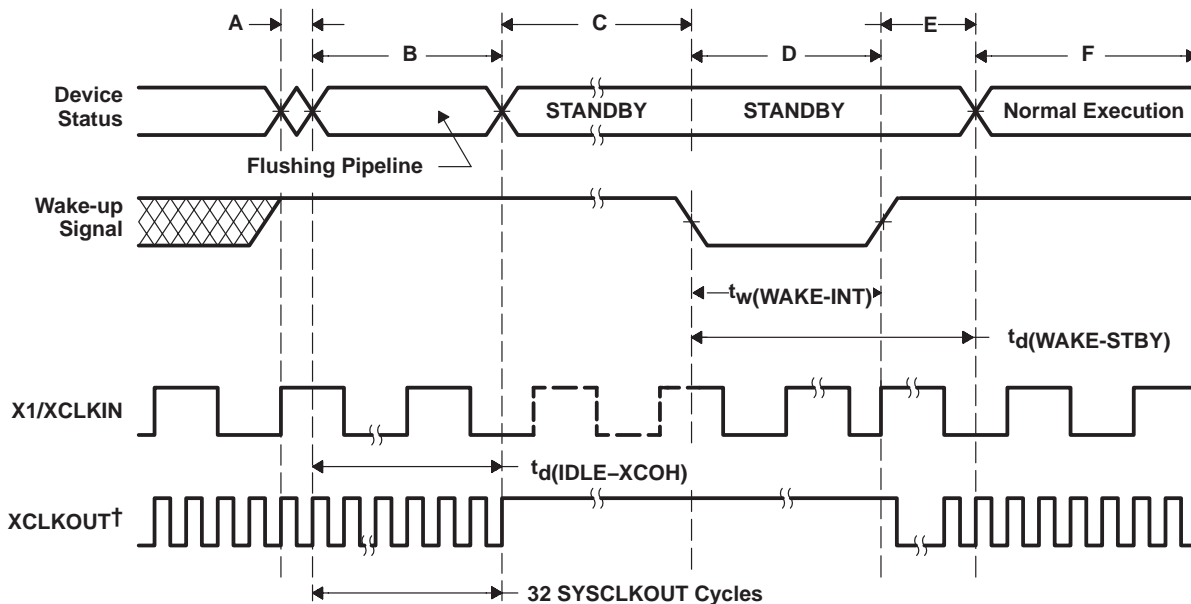 A
B
C
D
E
F
Device
Status
STANDBY
STANDBY
Normal Execution
Flushing Pipeline
Wake-up
Signal
tw(WAKE-INT)
td(WAKE-STBY)
X1/XCLKIN
td(IDLE–XCOH)
XCLKOUT†
32 SYSCLKOUT Cycles